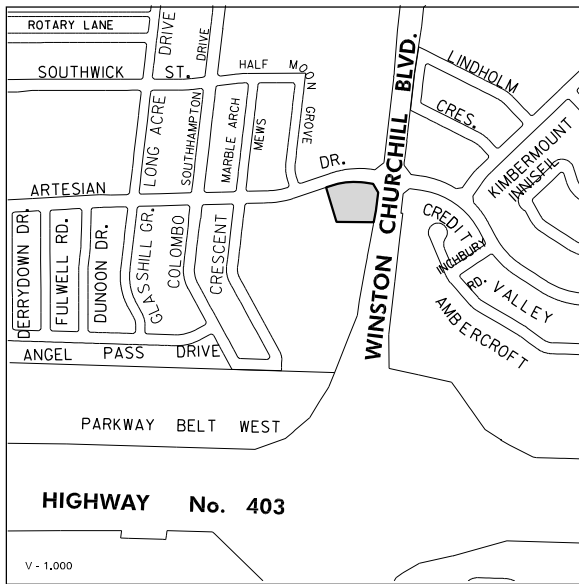 ROTARY LANE
DRIVE
DRIVE
SOUTHWICK ST.
HALF MOON GROVE
LINDHOLM
CRES.
WINSTON CHURCHILL BLVD.
LONG ACRE
SOUTHHAMPTON
MARBLE ARCH
MEWS
KIMBERMOUNT
INNISFIL
ARTESIAN DR.
DERRYDOWN DR.
FULWELL RD.
DUNOON DR.
GLASSHILL GR.
COLOMBO
CRESCENT
CREDIT
VALLEY
RD.
INCHBURY
AMBERCROFT
ANGEL PASS DRIVE
PARKWAY BELT WEST
HIGHWAY No. 403
V - 1.000